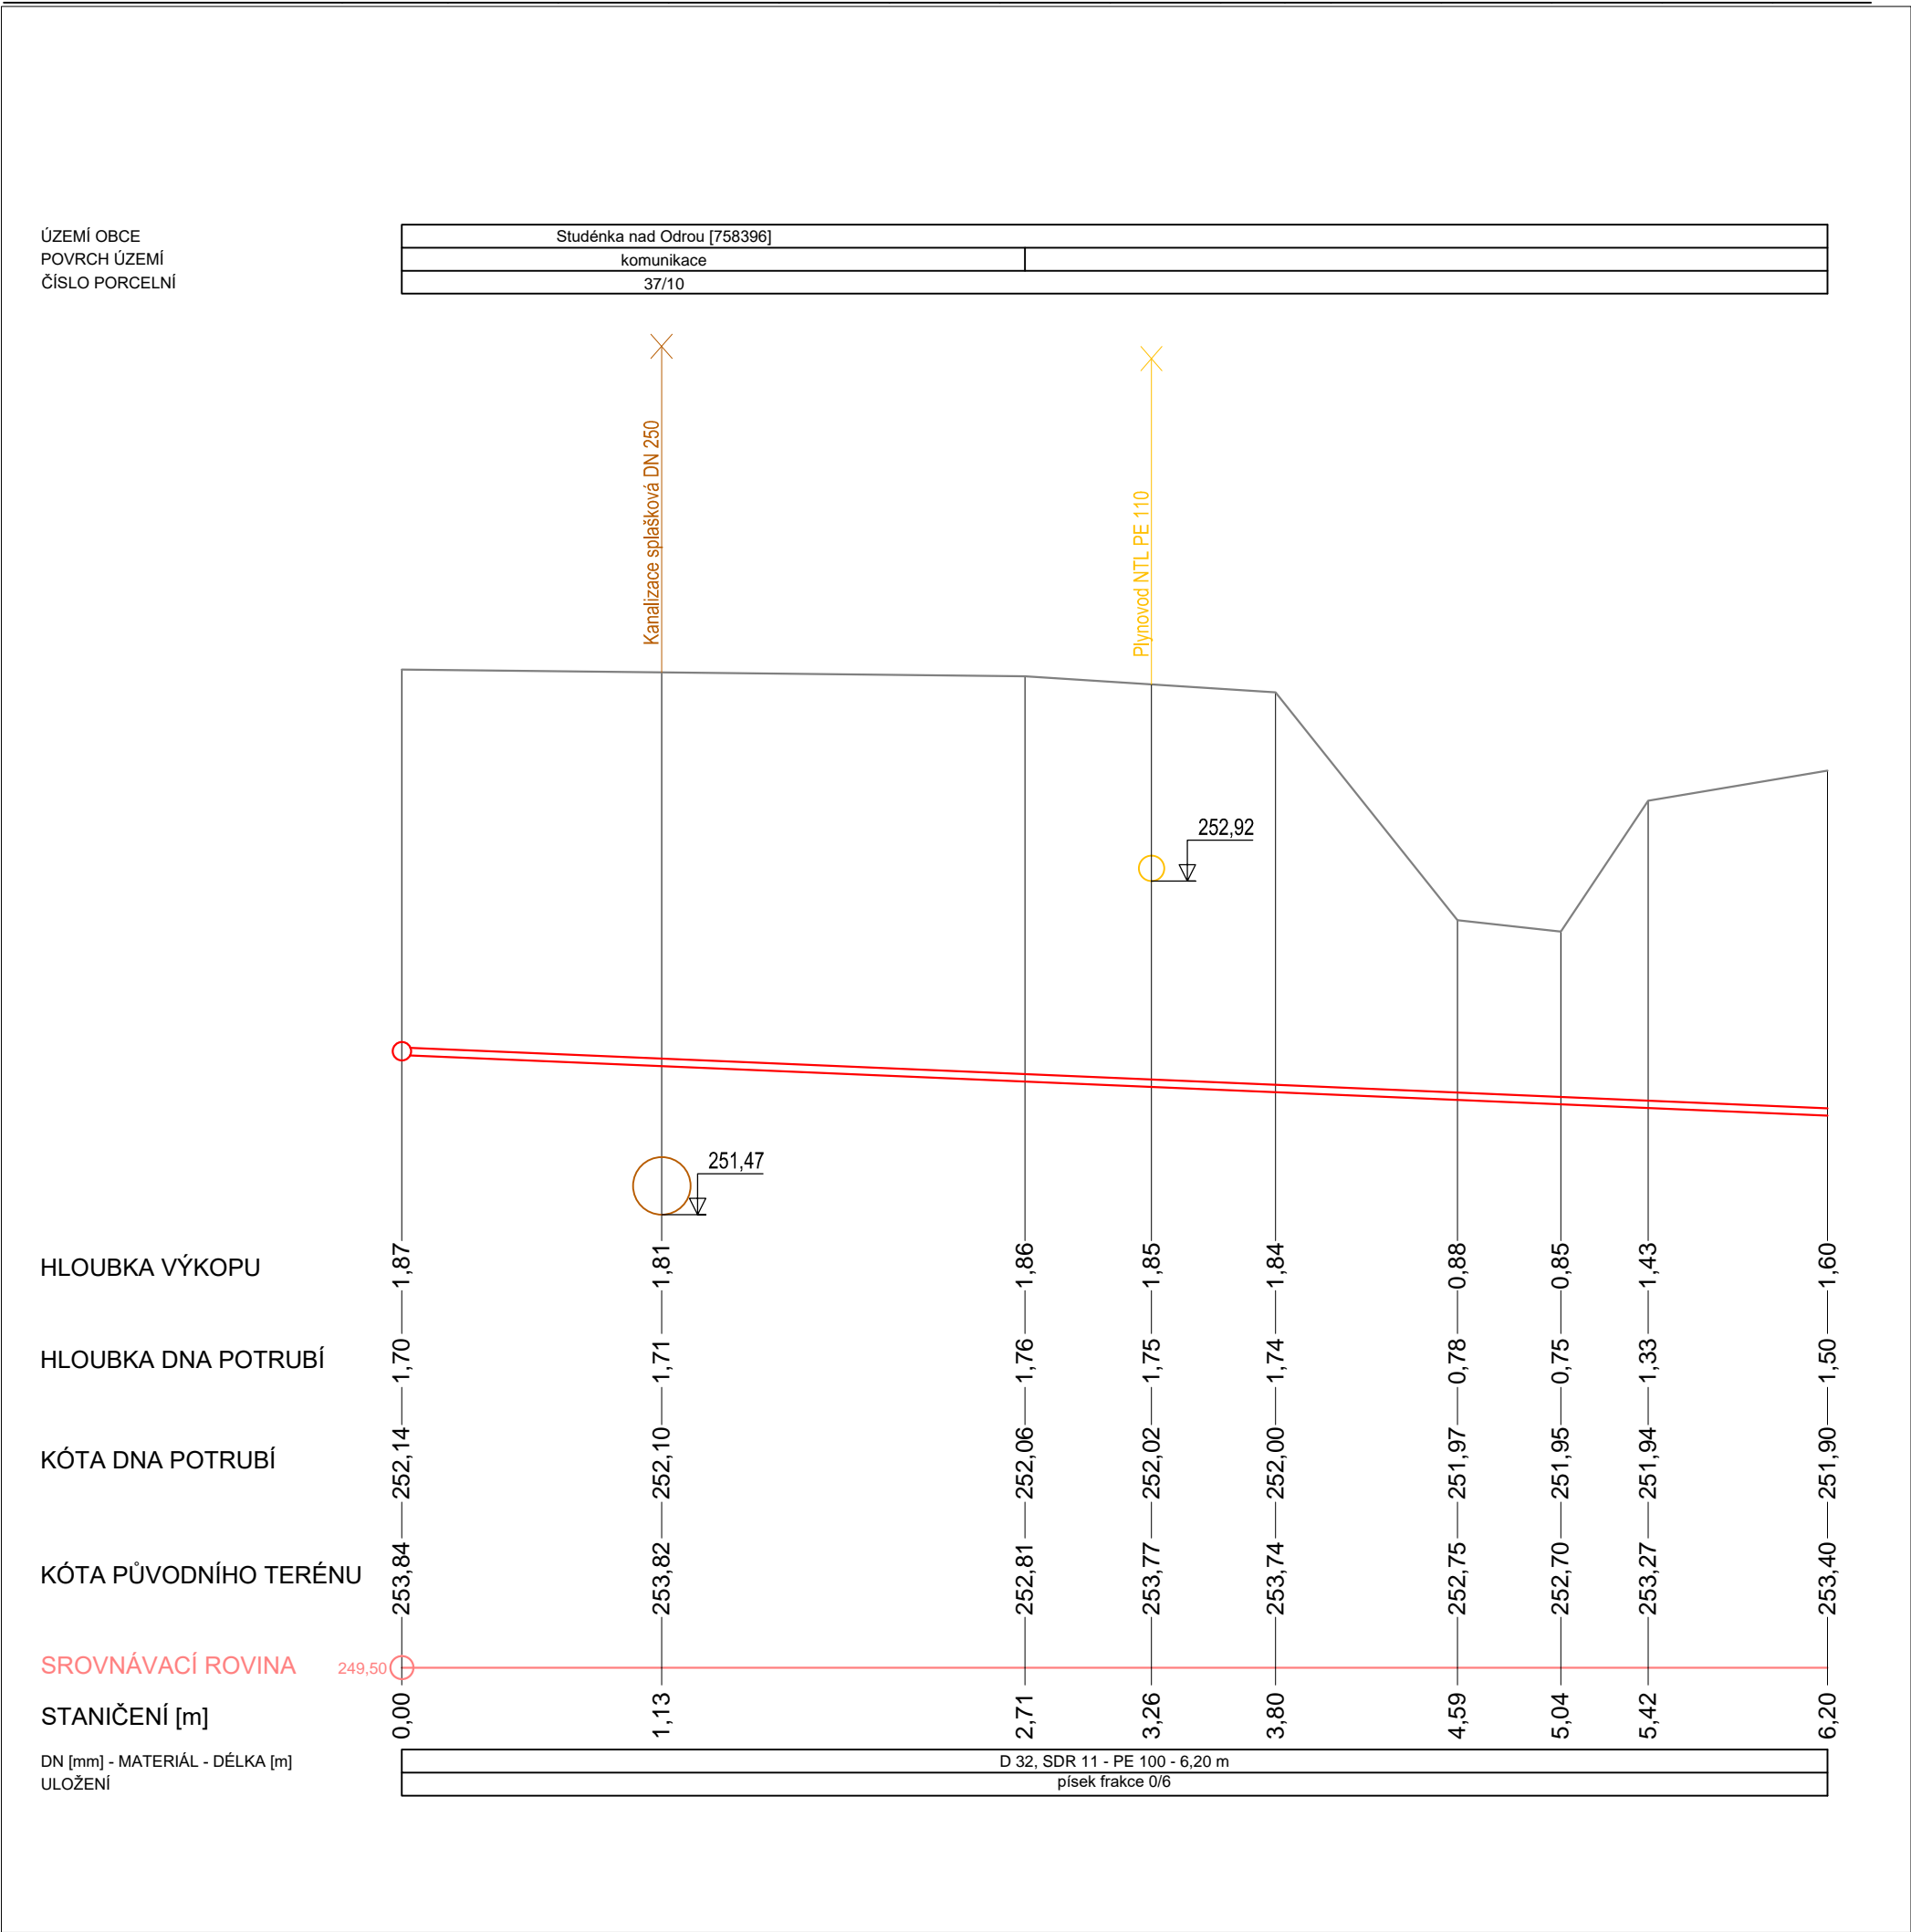 ÚZEMÍ OBCE
Studénka nad Odrou [758396]
POVRCH ÚZEMÍ
komunikace
ČÍSLO PORCELNÍ
37/10
Kanalizace splašková DN 250
Plynovod NTL PE 110
252,92
251,47
HLOUBKA VÝKOPU
1,87 1,81 1,86 1,85 1,84 0,88 0,85 1,43 1,60
HLOUBKA DNA POTRUBÍ
1,70 1,71 1,76 1,75 1,74 0,78 0,75 1,33 1,50
KÓTA DNA POTRUBÍ
252,14 252,10 252,06 252,02 252,00 251,97 251,95 251,94 251,90
KÓTA PŮVODNÍHO TERÉNU
253,84 253,82 252,81 253,77 253,74 252,75 252,70 253,27 253,40
SROVNÁVACÍ ROVINA 249,50
STANIČENÍ [m]
0,00 1,13 2,71 3,26 3,80 4,59 5,04 5,42 6,20
DN [mm] - MATERIÁL - DÉLKA [m]
D 32, SDR 11 - PE 100 - 6,20 m
ULOŽENÍ
písek frakce 0/6